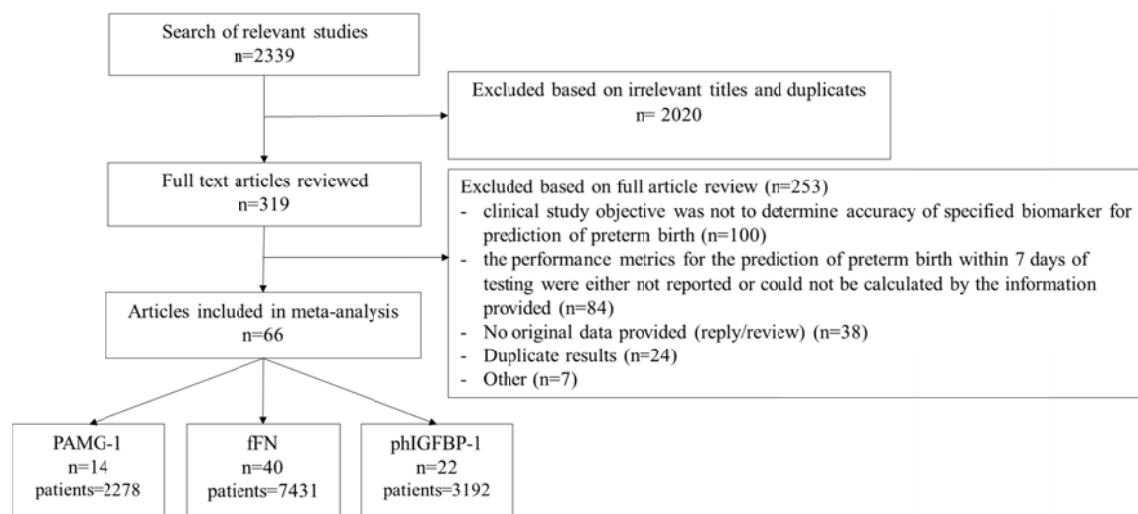 Search of relevant studies
n=2339
Excluded based on irrelevant titles and duplicates
n= 2020
Full text articles reviewed
n=319
Excluded based on full article review (n=253)
- clinical study objective was not to determine accuracy of specified biomarker for
prediction of preterm birth (n=100)
- the performance metrics for the prediction of preterm birth within 7 days of
testing were either not reported or could not be calculated by the information
provided (n=84)
- No original data provided (reply/review) (n=38)
- Duplicate results (n=24)
- Other (n=7)
Articles included in meta-analysis
n=66
PAMG-1
n=14
patients=2278
fFN
n=40
patients=7431
phIGFBP-1
n=22
patients=3192